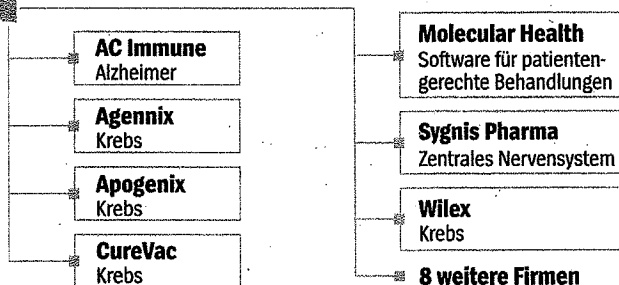 AC Immune
Alzheimer
Agennix
Krebs
Apogenix
Krebs
CureVac
Krebs
Molecular Health
Software für patienten-
gerechte Behandlungen
Sygnis Pharma
Zentrales Nervensystem
Wilex
Krebs
8 weitere Firmen